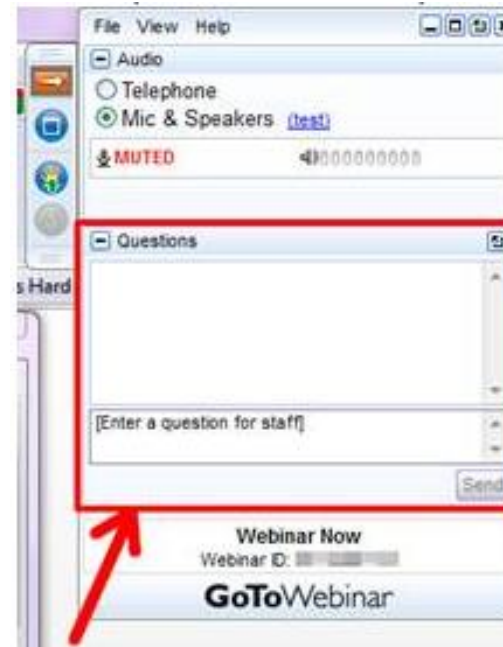 File View Help
Audio
Telephone
Mic & Speakers (test)
MUTED
Questions
s Hard
[Enter a question for staff]
Send
Webinar Now
Webinar ID:
GoToWebinar